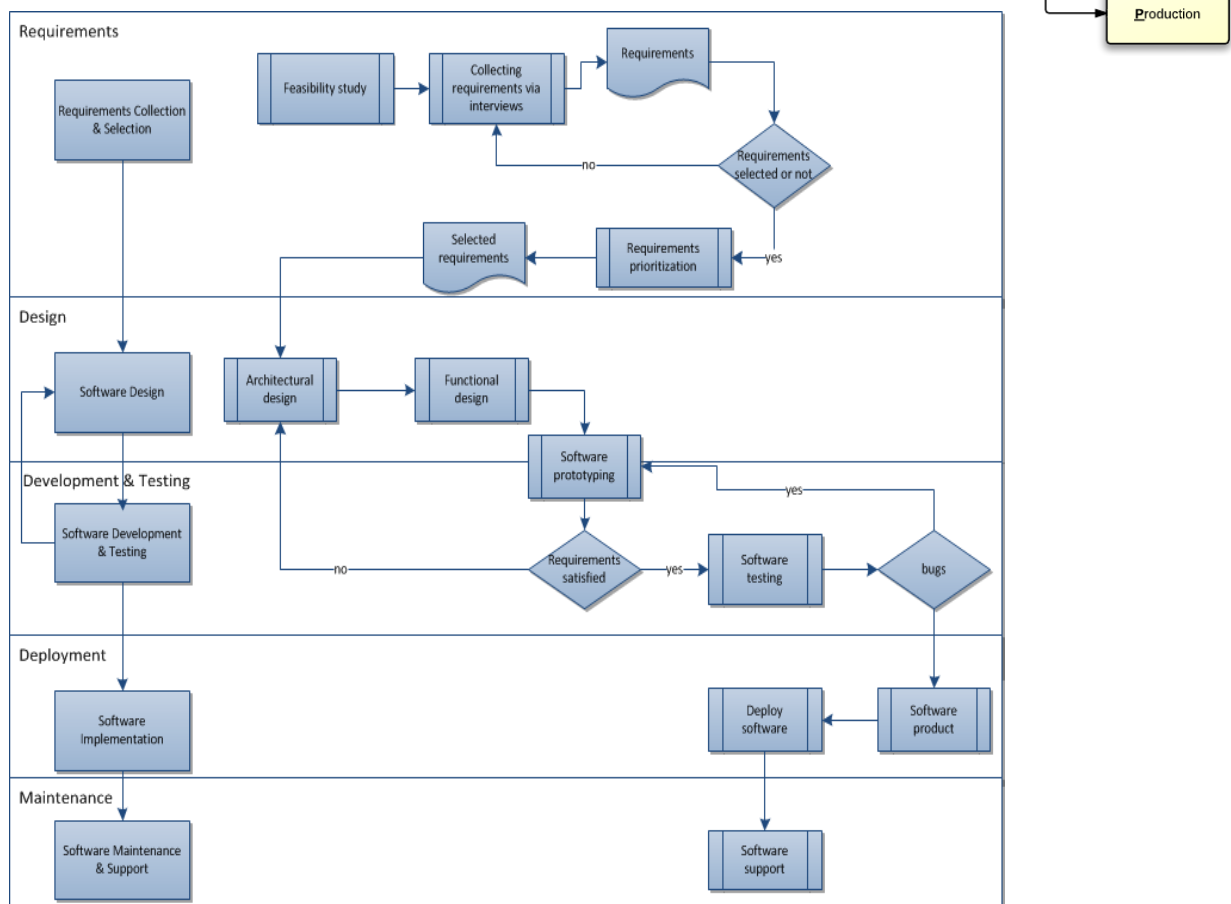 Production
Requirements
Requirements Collection
& Selection
Feasibility study
Collecting
requirements via
interviews
Requirements
Requirements
selected or not
no
yes
Requirements
prioritization
Selected
requirements
Design
Software Design
Architectural
design
Functional
design
Software
prototyping
Development & Testing
Software Development
& Testing
yes
Requirements
satisfied
no
yes
Software
testing
bugs
Deployment
Software
Implementation
Deploy
software
Software
product
Maintenance
Software Maintenance
& Support
Software
support